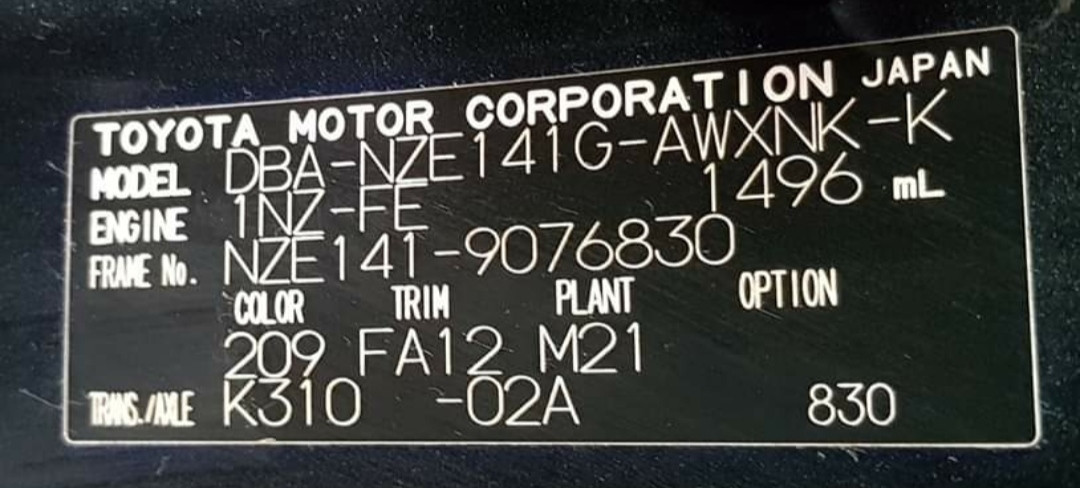 TOYOTA MOTOR CORPORATION JAPAN
MODEL DBA-NZE141G-AWXNK-K
ENGINE 1NZ-FE 1496 mL
FRAME No. NZE141-9076830
COLOR TRIM PLANT OPTION
209 FA12 M21
TRANS./AXLE K310 -02A 830